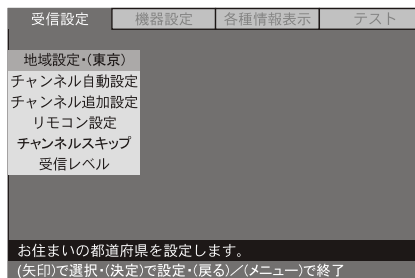 受信設定 機器設定 各種情報表示 テスト
地域設定・(東京)
チャンネル自動設定
チャンネル追加設定
リモコン設定
チャンネルスキップ
受信レベル
お住まいの都道府県を設定します。
(矢印)で選択・(決定)で設定・(戻る)/(メニュー)で終了